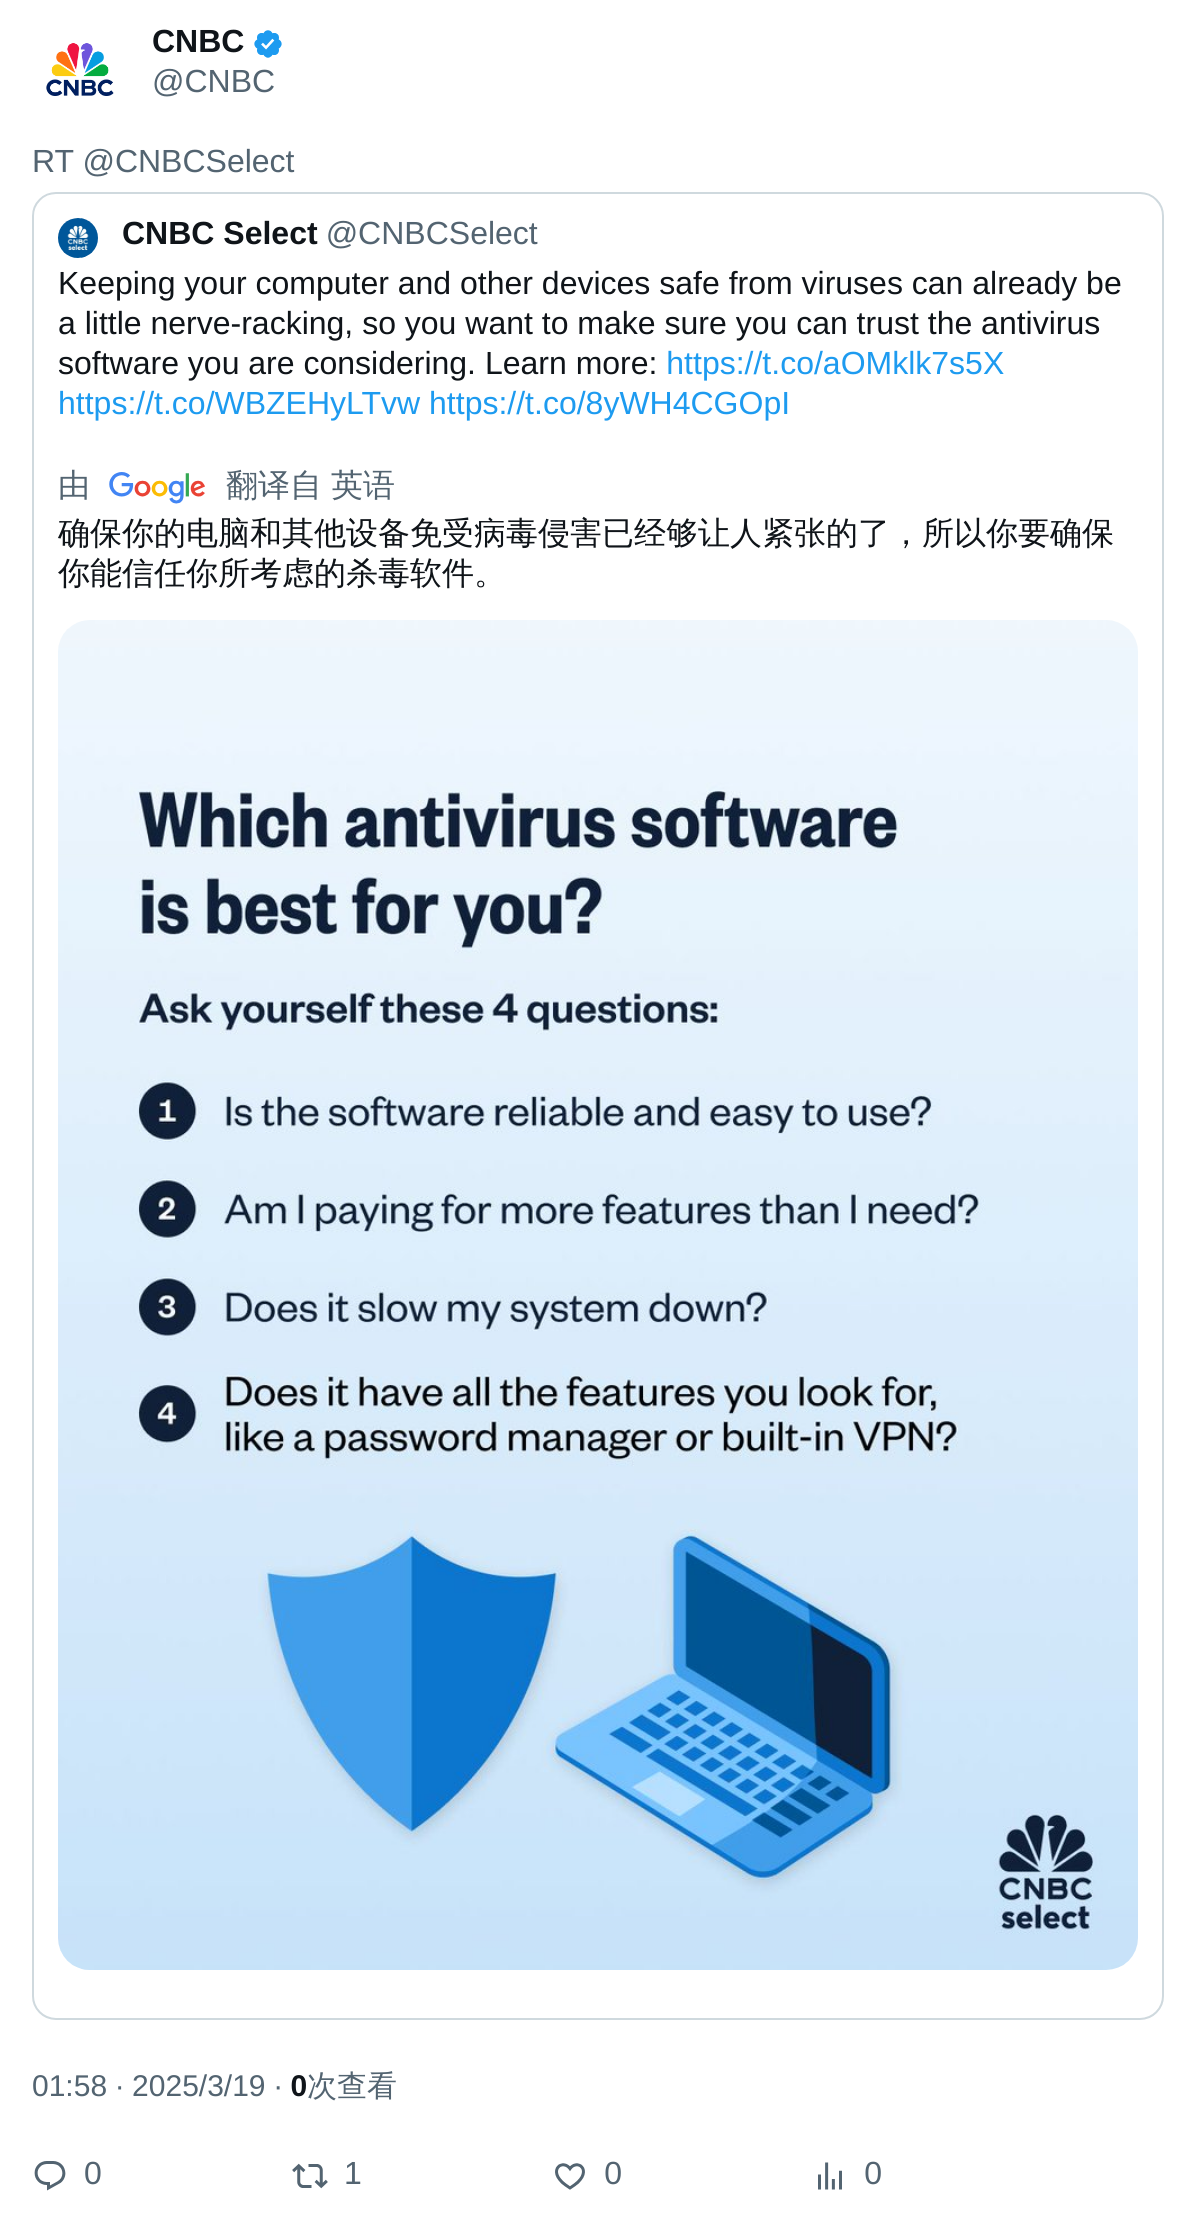 CNBC
CNBC
@CNBC
RT @CNBCSelect
CNBC select
CNBC Select @CNBCSelect
Keeping your computer and other devices safe from viruses can already be
a little nerve-racking, so you want to make sure you can trust the antivirus
software you are considering. Learn more: https://t.co/aOMklk7s5X
https://t.co/WBZEHyLTvw https://t.co/8yWH4CGOpI
由 Google 翻译自 英语
确保你的电脑和其他设备免受病毒侵害已经够让人紧张的了，所以你要确保
你能信任你所考虑的杀毒软件。
Which antivirus software
is best for you?
Ask yourself these 4 questions:
1 Is the software reliable and easy to use?
2 Am I paying for more features than I need?
3 Does it slow my system down?
4 Does it have all the features you look for,
like a password manager or built-in VPN?
CNBC
select
01:58 · 2025/3/19 · 0次查看
0 1 0 0